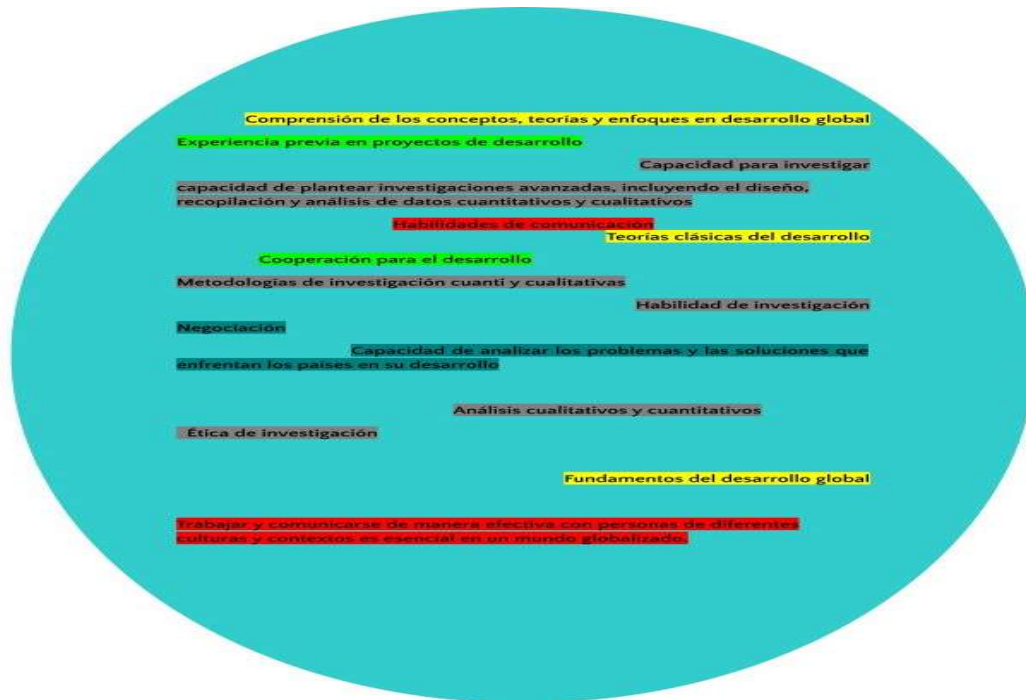 Comprensión de los conceptos, teorías y enfoques en desarrollo global
Experiencia previa en proyectos de desarrollo
Capacidad para investigar
capacidad de plantear investigaciones avanzadas, incluyendo el diseño,
recopilación y análisis de datos cuantitativos y cualitativos
Habilidades de comunicación
Teorías clásicas del desarrollo
Cooperación para el desarrollo
Metodologías de investigación cuanti y cualitativas
Habilidad de investigación
Negociación
Capacidad de analizar los problemas y las soluciones que
enfrentan los países en su desarrollo
Análisis cualitativos y cuantitativos
Ética de investigación
Fundamentos del desarrollo global
Trabajar y comunicarse de manera efectiva con personas de diferentes
culturas y contextos es esencial en un mundo globalizado.